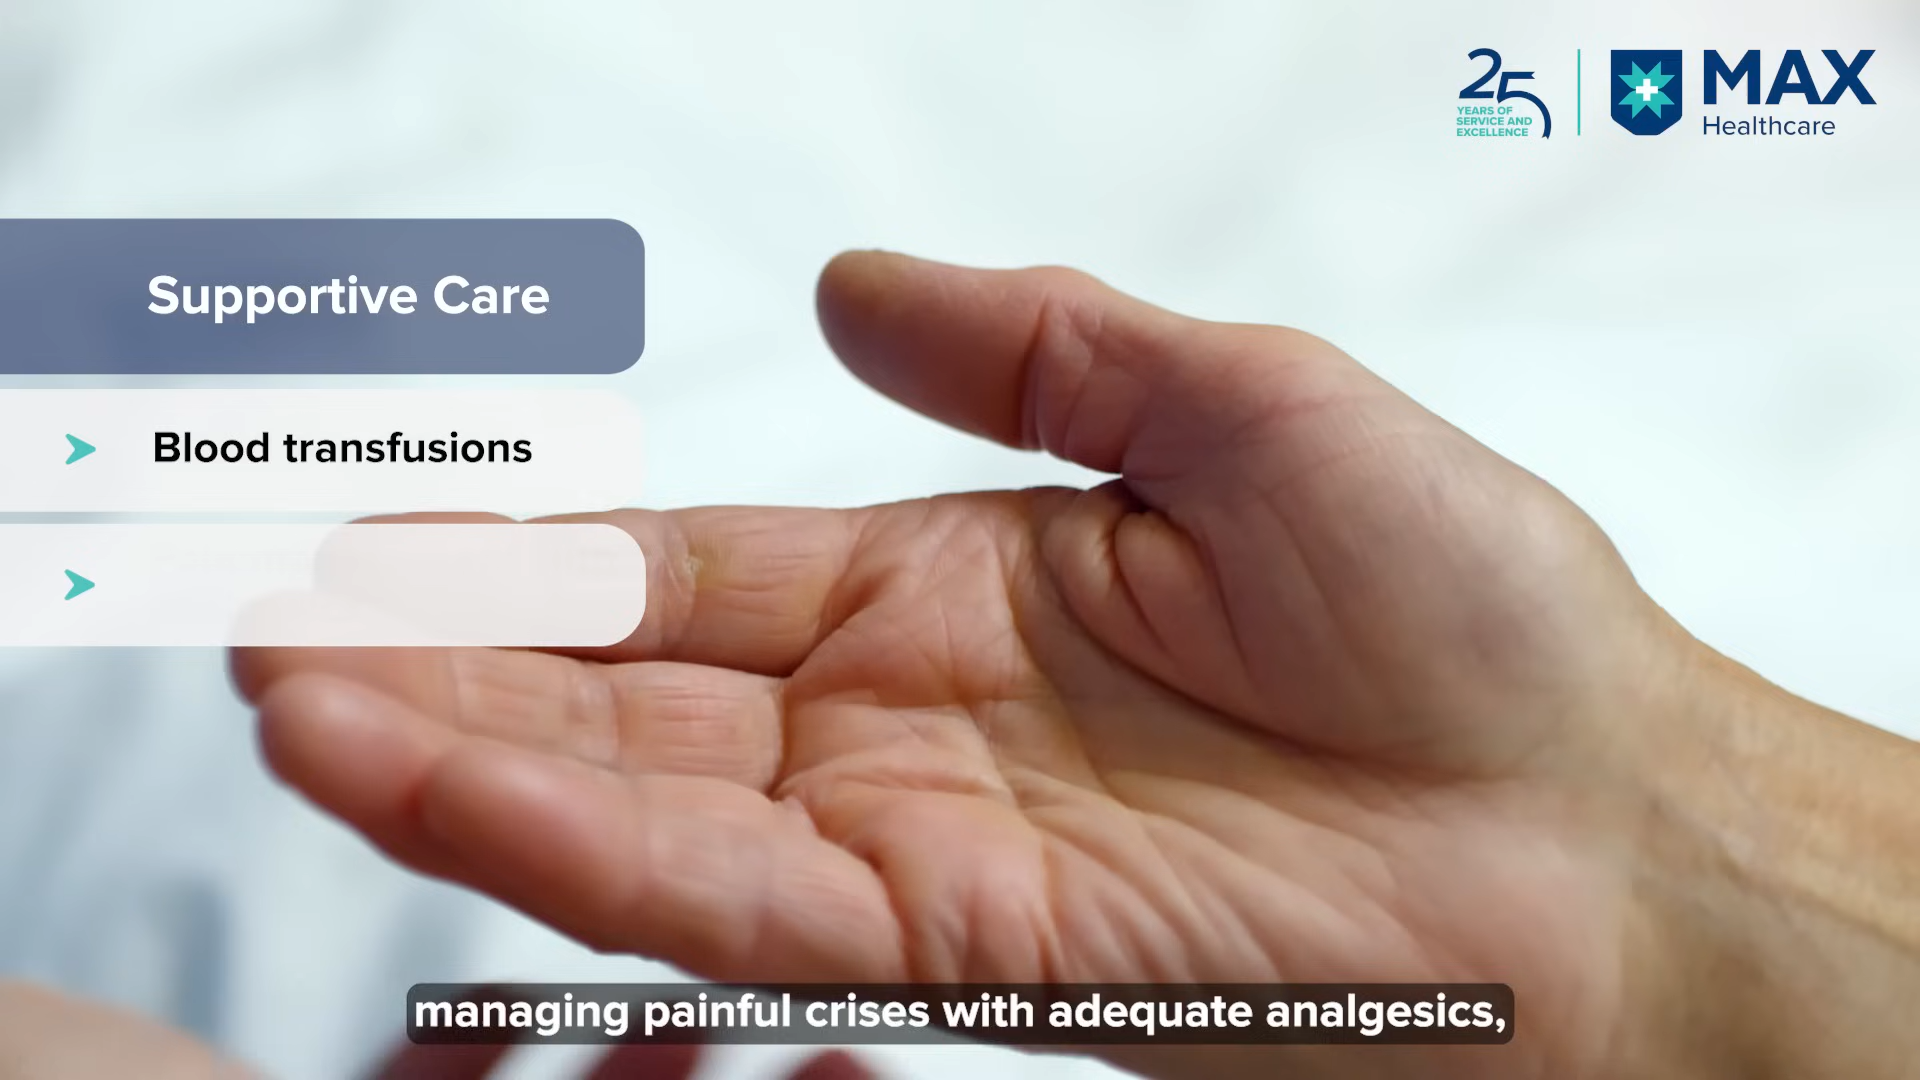 25
YEARS OF
SERVICE AND
EXCELLENCE
MAX
Healthcare
Supportive Care
Blood transfusions
managing painful crises with adequate analgesics,